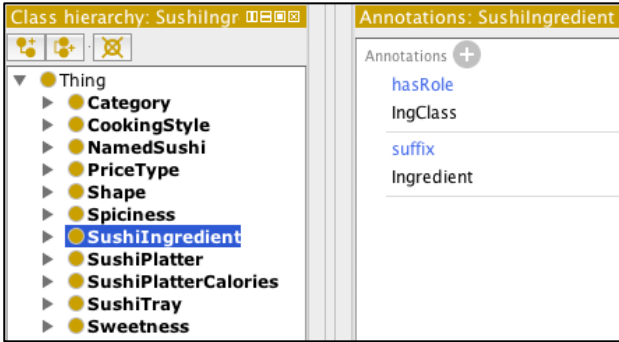 Class hierarchy: SushiIngr
Thing
Category
CookingStyle
NamedSushi
PriceType
Shape
Spiciness
SushiIngredient
SushiPlatter
SushiPlatterCalories
SushiTray
Sweetness
Annotations: SushiIngredient
Annotations
hasRole
IngClass
suffix
Ingredient